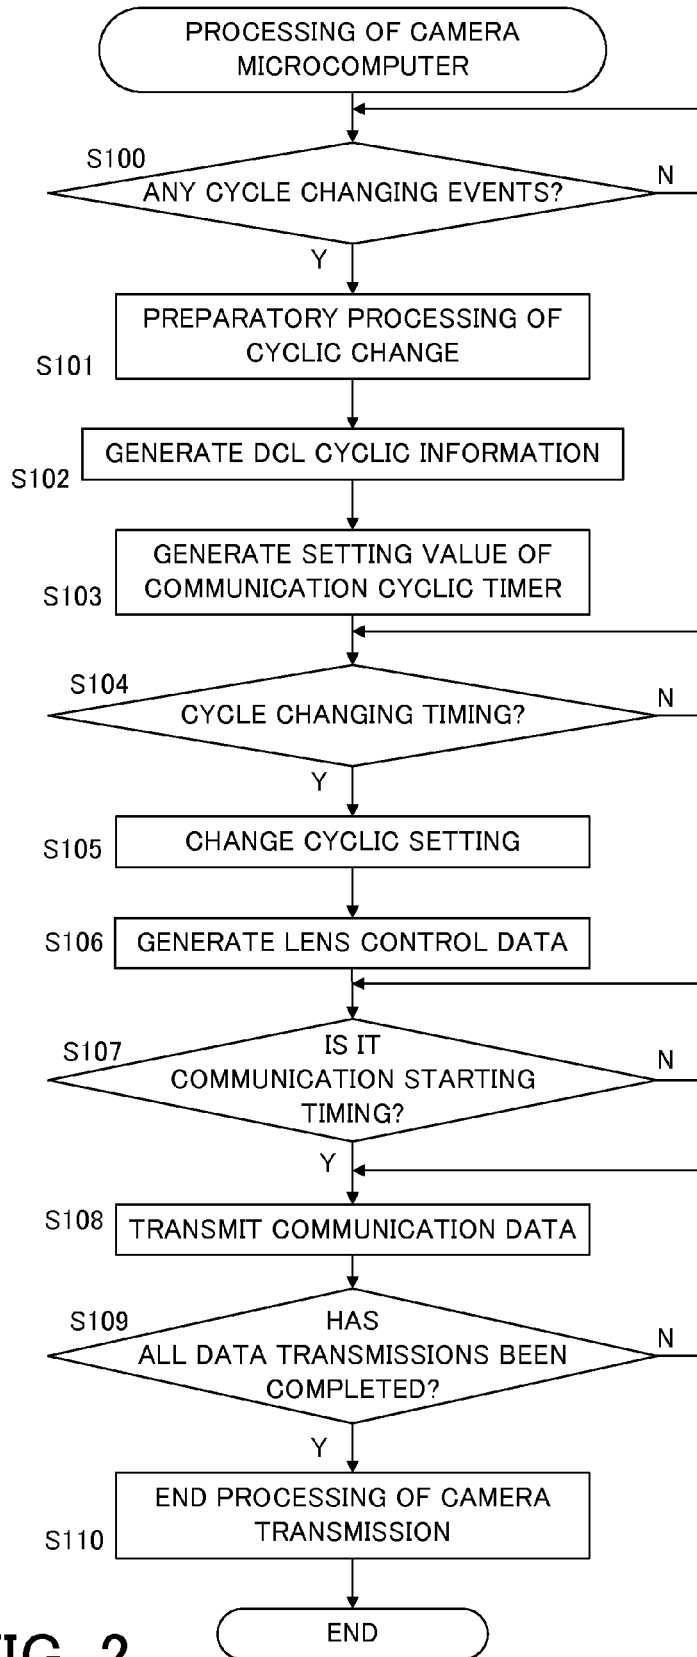 PROCESSING OF CAMERA
MICROCOMPUTER
S100
ANY CYCLE CHANGING EVENTS?
N
Y
PREPARATORY PROCESSING OF
CYCLIC CHANGE
S101
GENERATE DCL CYCLIC INFORMATION
S102
GENERATE SETTING VALUE OF
COMMUNICATION CYCLIC TIMER
S103
S104
CYCLE CHANGING TIMING?
N
Y
CHANGE CYCLIC SETTING
S105
GENERATE LENS CONTROL DATA
S106
S107
IS IT
COMMUNICATION STARTING
TIMING?
N
Y
S108
TRANSMIT COMMUNICATION DATA
S109
HAS
ALL DATA TRANSMISSIONS BEEN
COMPLETED?
N
Y
END PROCESSING OF CAMERA
TRANSMISSION
S110
END
2